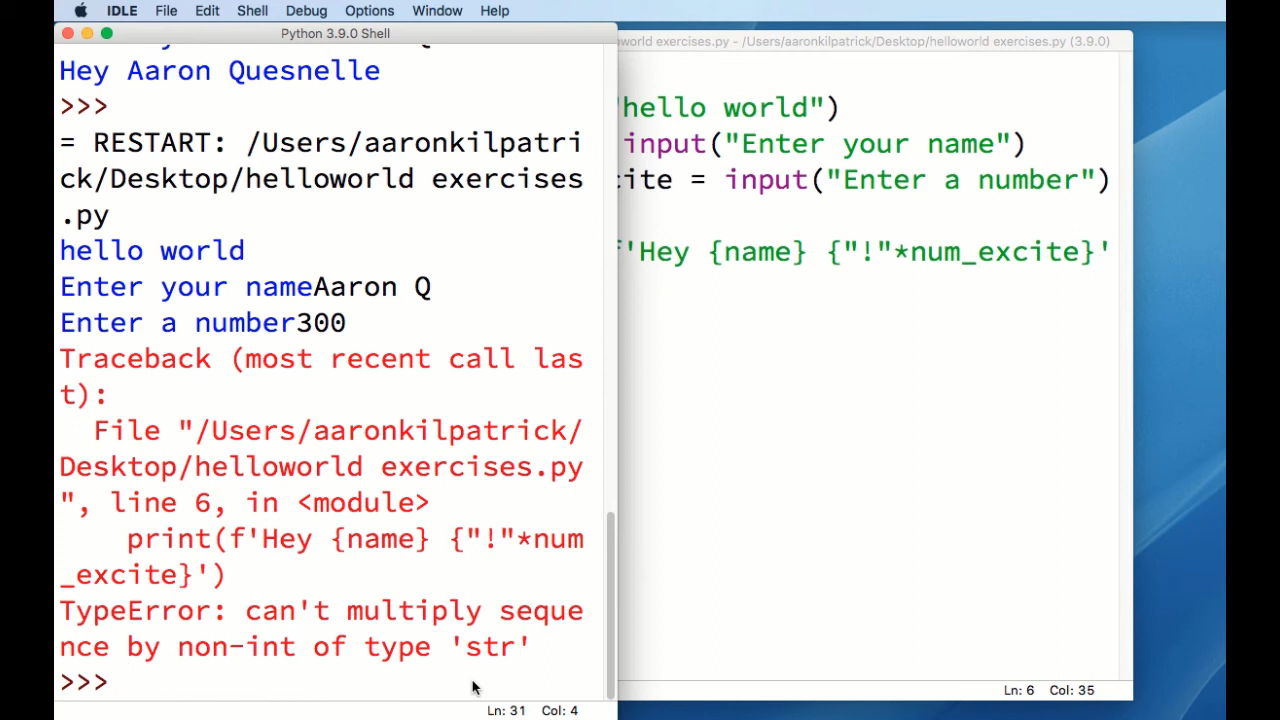 IDLE File Edit Shell Debug Options Window Help
Python 3.9.0 Shell
Hey Aaron Quesnelle
>>>
= RESTART: /Users/aaronkilpatri
ck/Desktop/helloworld exercises
.py
hello world
Enter your nameAaron Q
Enter a number300
Traceback (most recent call las
t):
  File "/Users/aaronkilpatrick/
Desktop/helloworld exercises.py
", line 6, in <module>
    print(f'Hey {name} {"!"*num
_excite}')
TypeError: can't multiply seque
nce by non-int of type 'str'
>>>
Ln: 31 Col: 4
world exercises.py - /Users/aaronkilpatrick/Desktop/helloworld exercises.py (3.9.0)
"hello world")
input("Enter your name")
cite = input("Enter a number")
f'Hey {name} {"!"*num_excite}'
Ln: 6 Col: 35